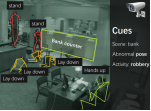 stand
stand
Bank counter
Lay down
Lay down
Lay down
Hands up
Cues
Scene: bank
Abnormal pose
Activity: robbery